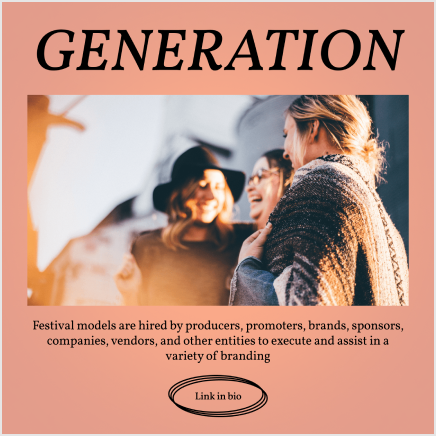 GENERATION
Festival models are hired by producers, promoters, brands, sponsors,
companies, vendors, and other entities to execute and assist in a
variety of branding
Link in bio